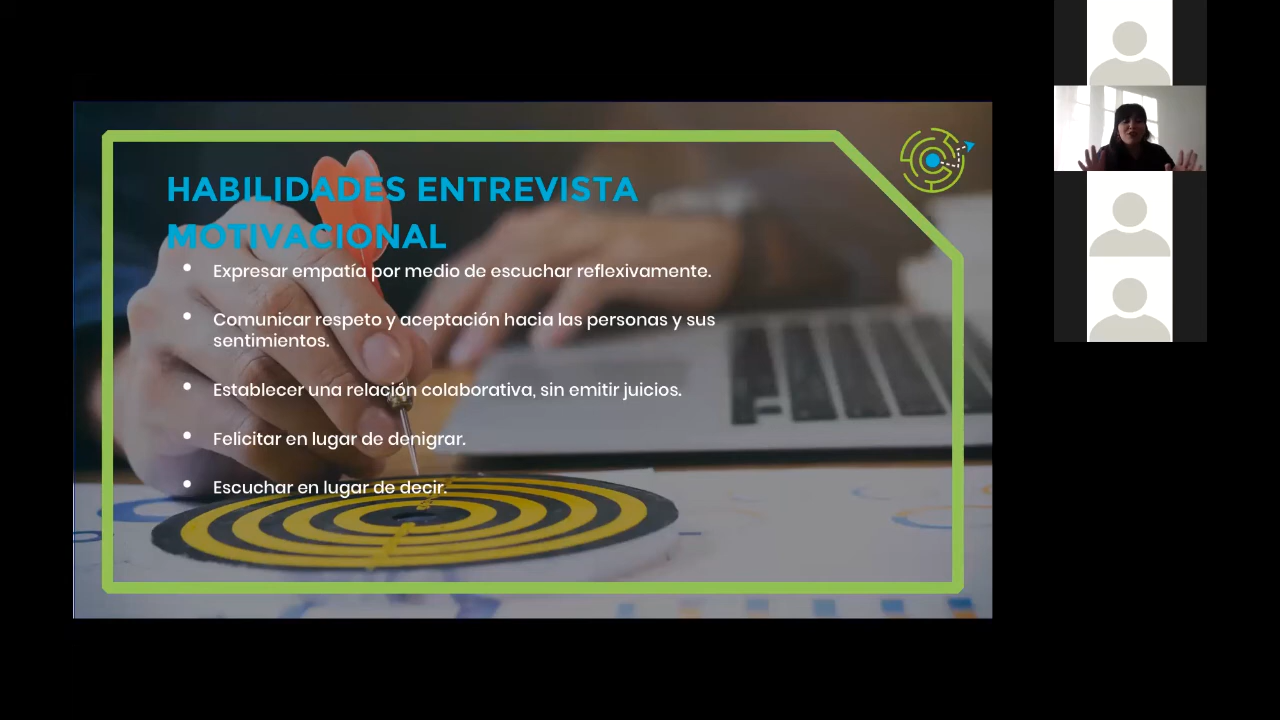 HABILIDADES ENTREVISTA
MOTIVACIONAL
• Expresar empatía por medio de escuchar reflexivamente.
• Comunicar respeto y aceptación hacia las personas y sus
sentimientos.
• Establecer una relación colaborativa, sin emitir juicios.
• Felicitar en lugar de denigrar.
• Escuchar en lugar de decir.